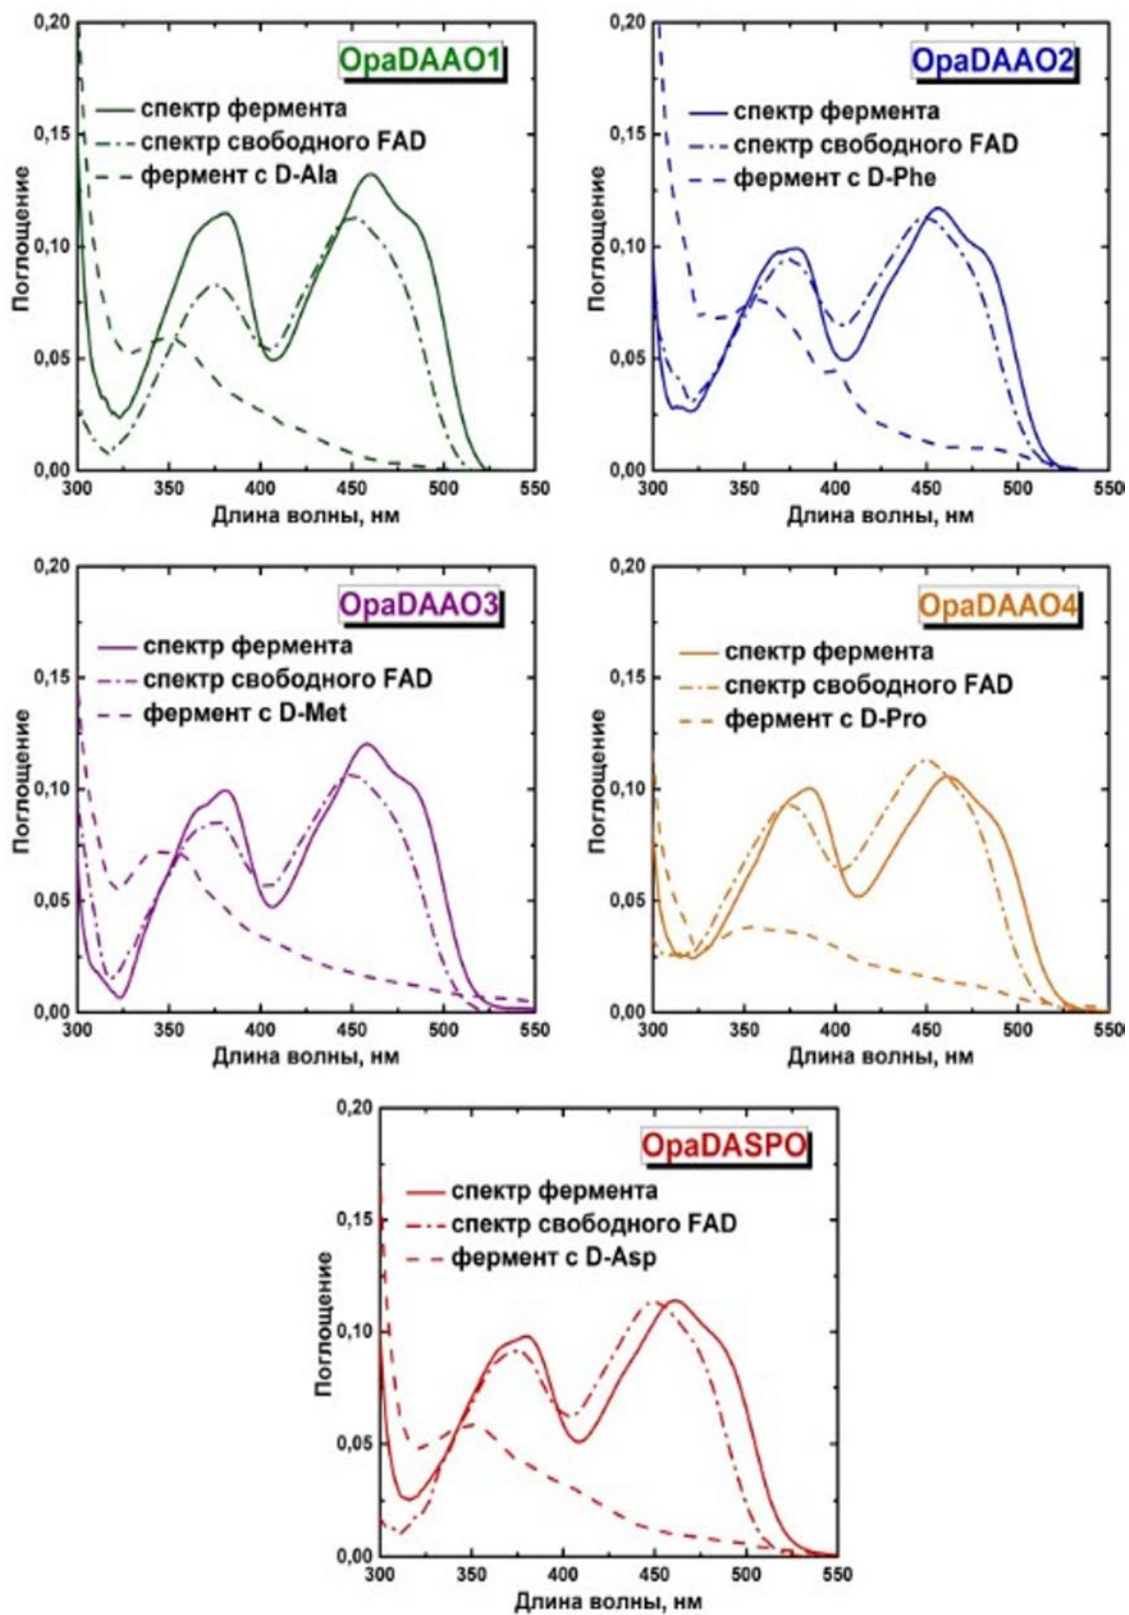 OpaDAAO1
спектр фермента
спектр свободного FAD
фермент с D-Ala
Поглощение
0,20
0,15
0,10
0,05
0,00
300 350 400 450 500 550
Длина волны, нм
OpaDAAO2
спектр фермента
спектр свободного FAD
фермент с D-Phe
Поглощение
0,20
0,15
0,10
0,05
0,00
300 350 400 450 500 550
Длина волны, нм
OpaDAAO3
спектр фермента
спектр свободного FAD
фермент с D-Met
Поглощение
0,20
0,15
0,10
0,05
0,00
300 350 400 450 500 550
Длина волны, нм
OpaDAAO4
спектр фермента
спектр свободного FAD
фермент с D-Pro
Поглощение
0,20
0,15
0,10
0,05
0,00
300 350 400 450 500 550
Длина волны, нм
OpaDASPO
спектр фермента
спектр свободного FAD
фермент с D-Asp
Поглощение
0,20
0,15
0,10
0,05
0,00
300 350 400 450 500 550
Длина волны, нм